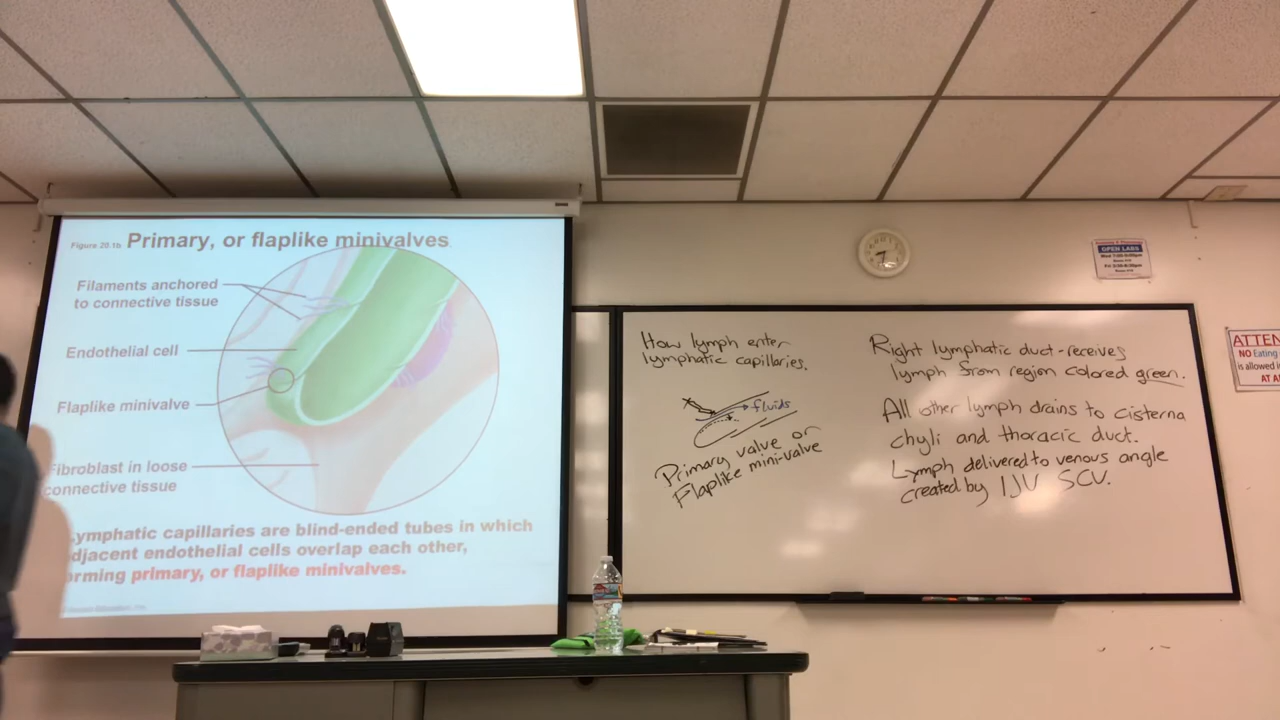 Figure 20.1b Primary, or flaplike minivalves
Filaments anchored
to connective tissue
Endothelial cell
Flaplike minivalve
Fibroblast in loose
connective tissue
Lymphatic capillaries are blind-ended tubes in which
djacent endothelial cells overlap each other,
orming primary, or flaplike minivalves.
How lymph enter
lymphatic capillaries.
fluids
Primary valve or
Flaplike mini-valve
Right lymphatic duct-receives
lymph from region colored green.
All other lymph drains to cisterna
chyli and thoracic duct.
Lymph delivered to venous angle
created by IJV SCV.
OPEN LABS
ATTEN
NO Eating
is allowed i
AT A